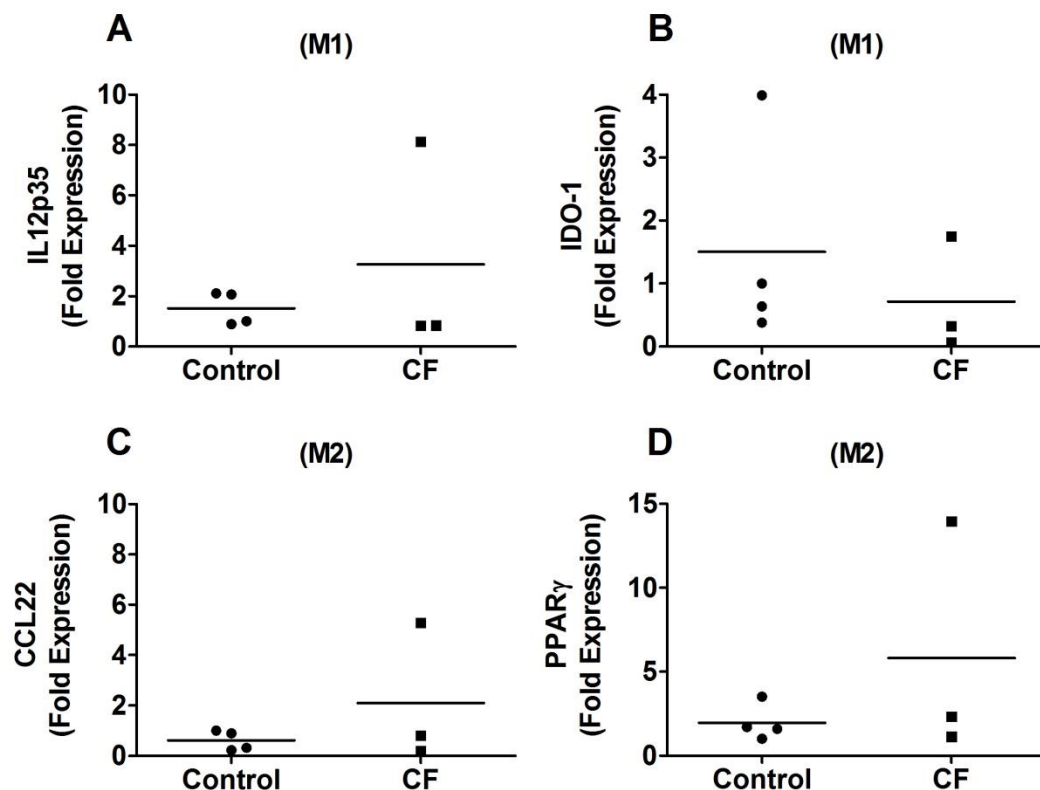 A
(M1)
IL12p35
(Fold Expression)
10
8
6
4
2
0
Control
CF
B
(M1)
IDO-1
(Fold Expression)
4
3
2
1
0
Control
CF
C
(M2)
CCL22
(Fold Expression)
10
8
6
4
2
0
Control
CF
D
(M2)
PPARγ
(Fold Expression)
15
10
5
0
Control
CF